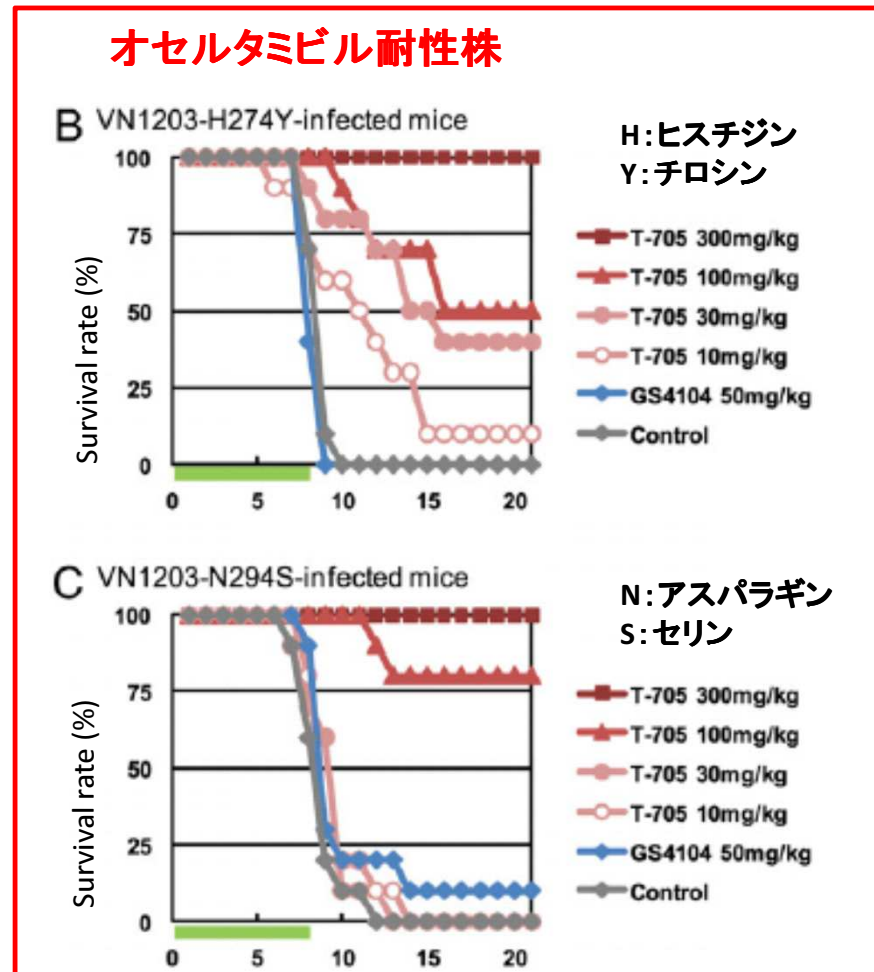 オセルタミビル耐性株
B VN1203-H274Y-infected mice
H:ヒスチジン
Y:チロシン
Survival rate (%)
100
75
50
25
0
0 5 10 15 20
T-705 300mg/kg
T-705 100mg/kg
T-705 30mg/kg
T-705 10mg/kg
GS4104 50mg/kg
Control
C VN1203-N294S-infected mice
N:アスパラギン
S:セリン
Survival rate (%)
100
75
50
25
0
0 5 10 15 20
T-705 300mg/kg
T-705 100mg/kg
T-705 30mg/kg
T-705 10mg/kg
GS4104 50mg/kg
Control